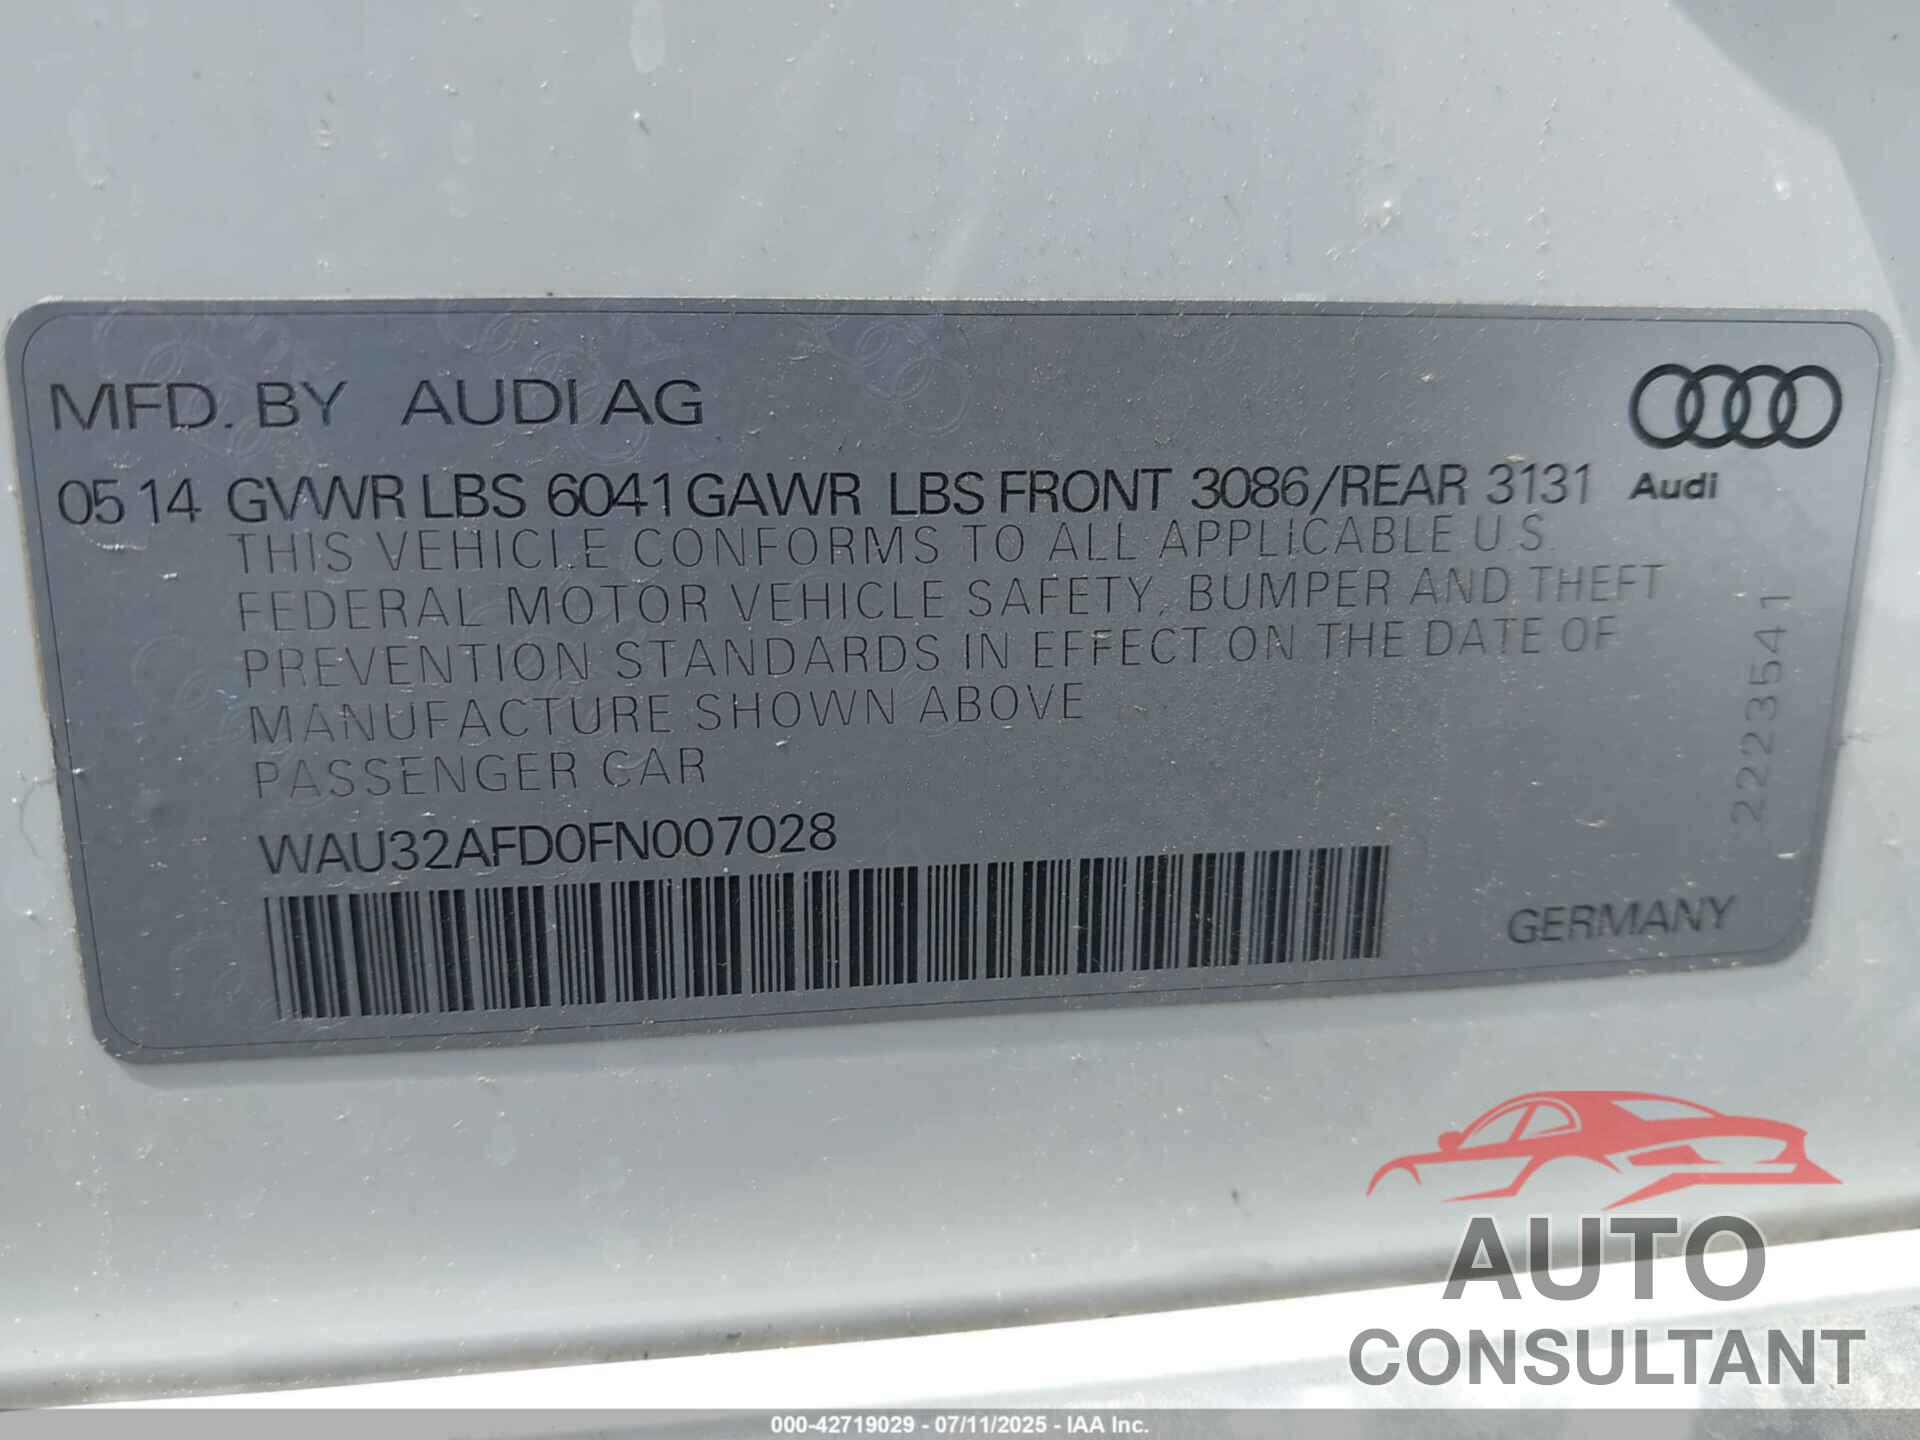 MFD. BY AUDI AG
05 14 GVWR LBS 6041 GAWR LBS FRONT 3086/REAR 3131
Audi
THIS VEHICLE CONFORMS TO ALL APPLICABLE U.S.
FEDERAL MOTOR VEHICLE SAFETY, BUMPER AND THEFT
PREVENTION STANDARDS IN EFFECT ON THE DATE OF
MANUFACTURE SHOWN ABOVE
PASSENGER CAR
2223541
WAU32AFD0FN007028
GERMANY
AUTO
CONSULTANT
000-42719029 - 07/11/2025 - IAA Inc.